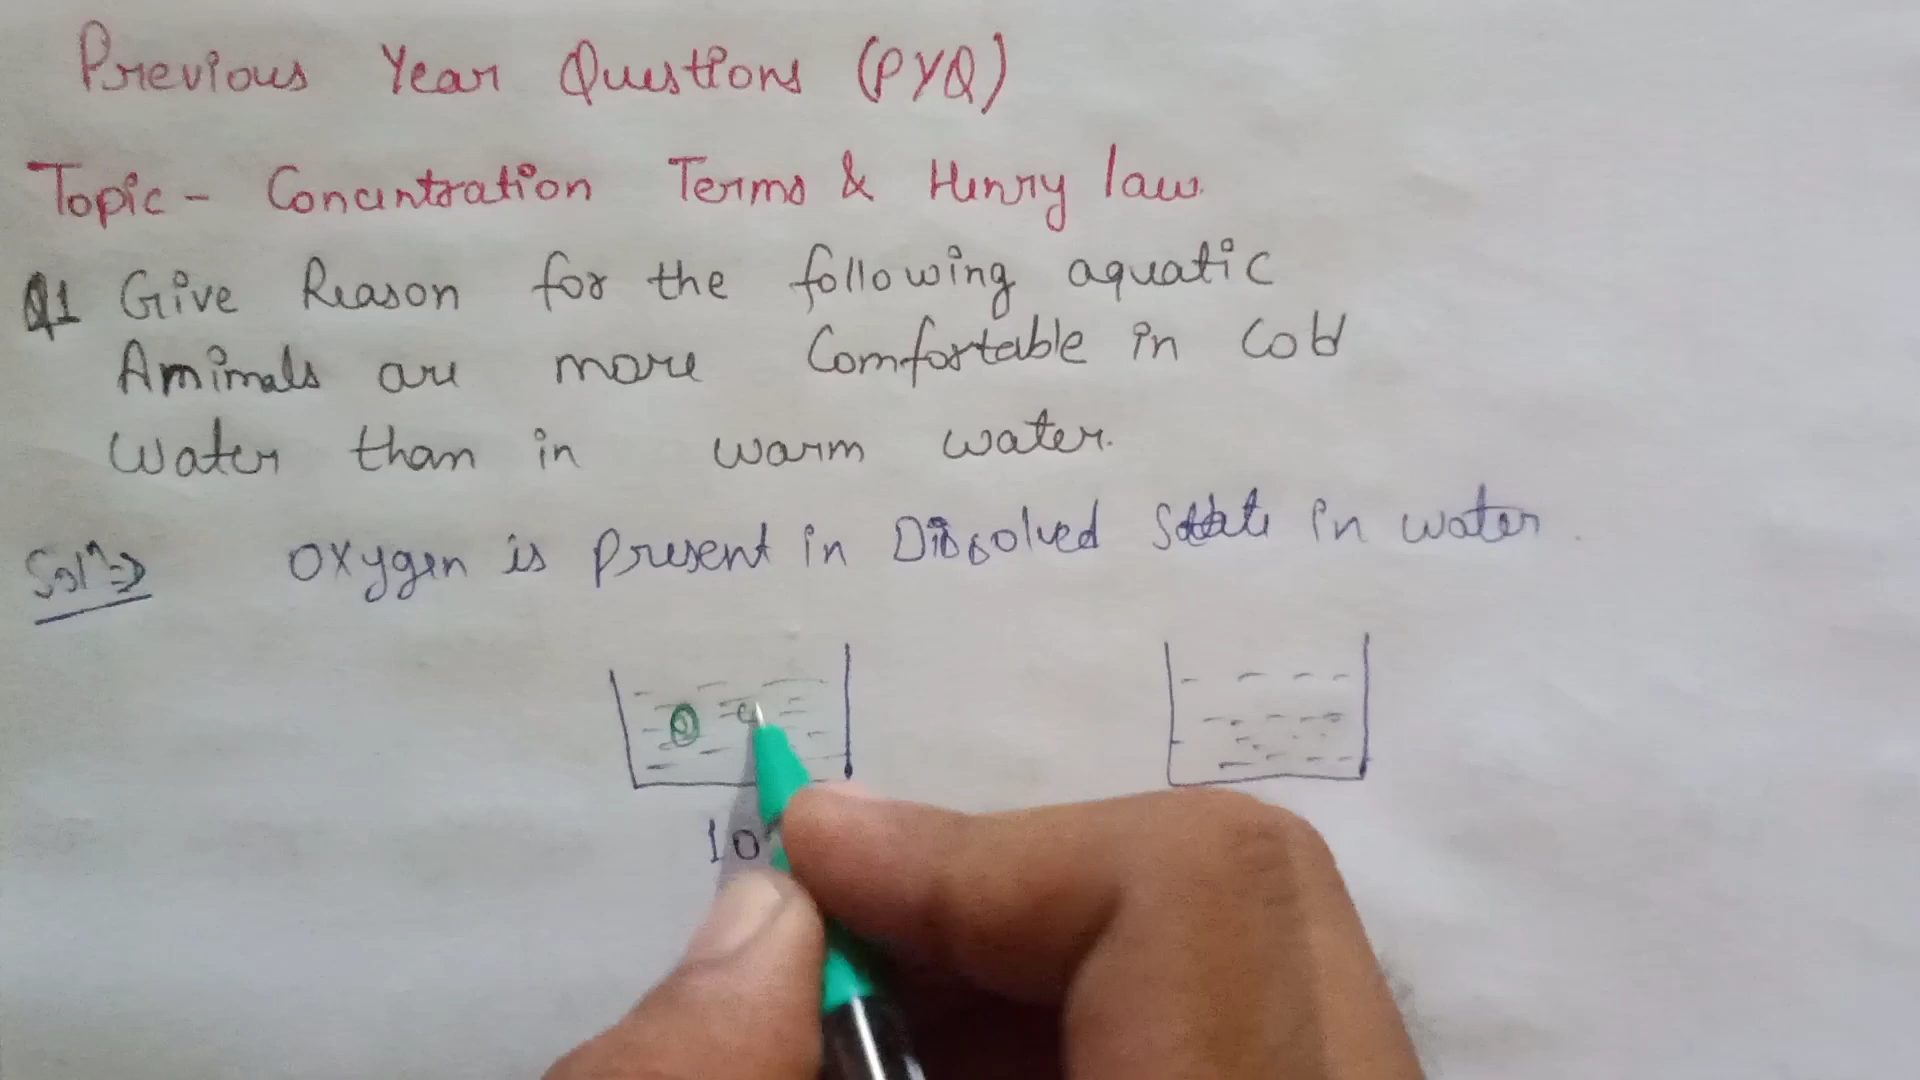 Previous Year Questions (PYQ)
Topic - Concentration Terms & Henry law.
Q1 Give Reason for the following aquatic
Animals are more Comfortable in Cold
Water than in warm water.
Soln⇒ Oxygen is Present in Dissolved State in water.
10